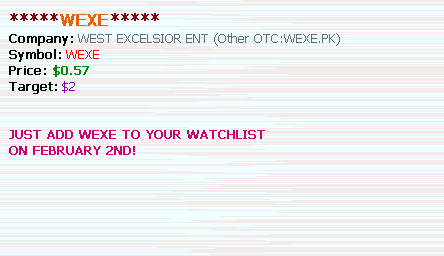 *****WEXE*****
Company: WEST EXCELSIOR ENT (Other OTC:WEXE.PK)
Symbol: WEXE
Price: $0.57
Target: $2
JUST ADD WEXE TO YOUR WATCHLIST
ON FEBRUARY 2ND!